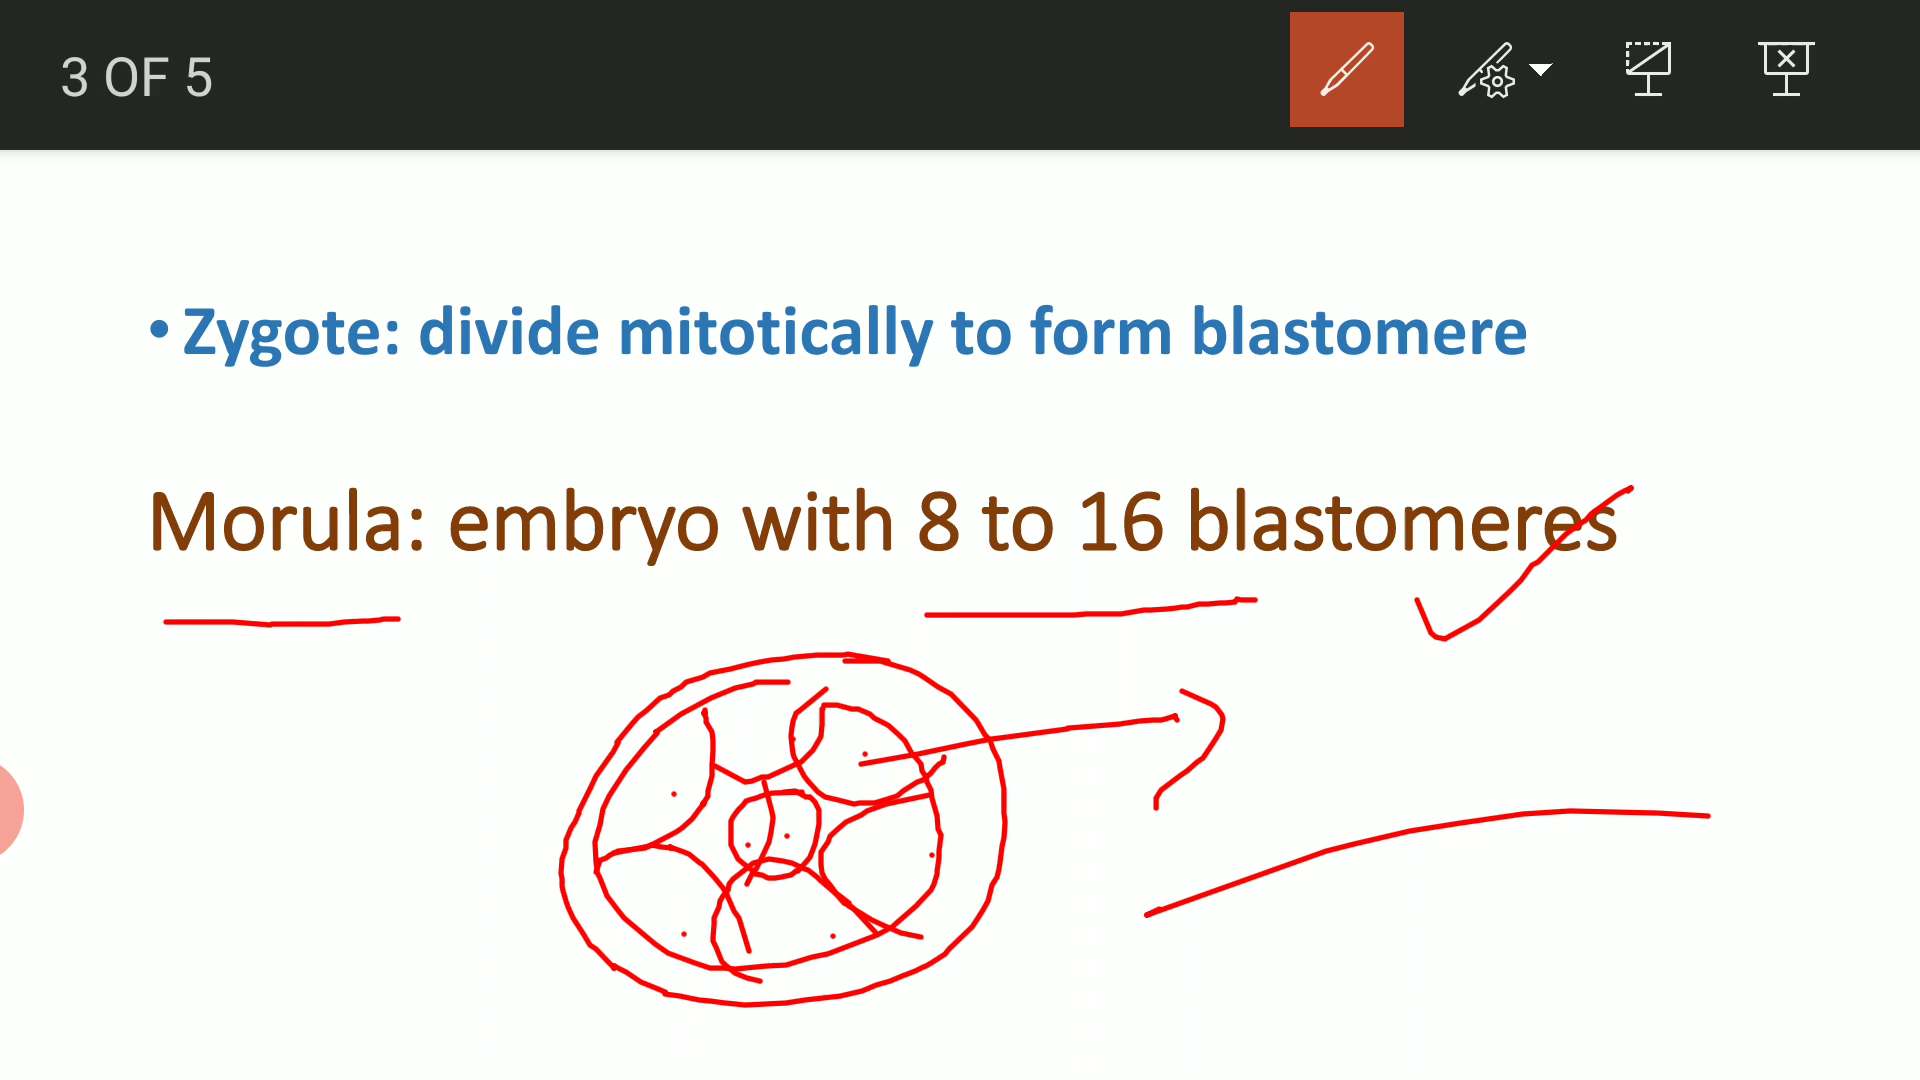 3 OF 5
• Zygote: divide mitotically to form blastomere
Morula: embryo with 8 to 16 blastomeres